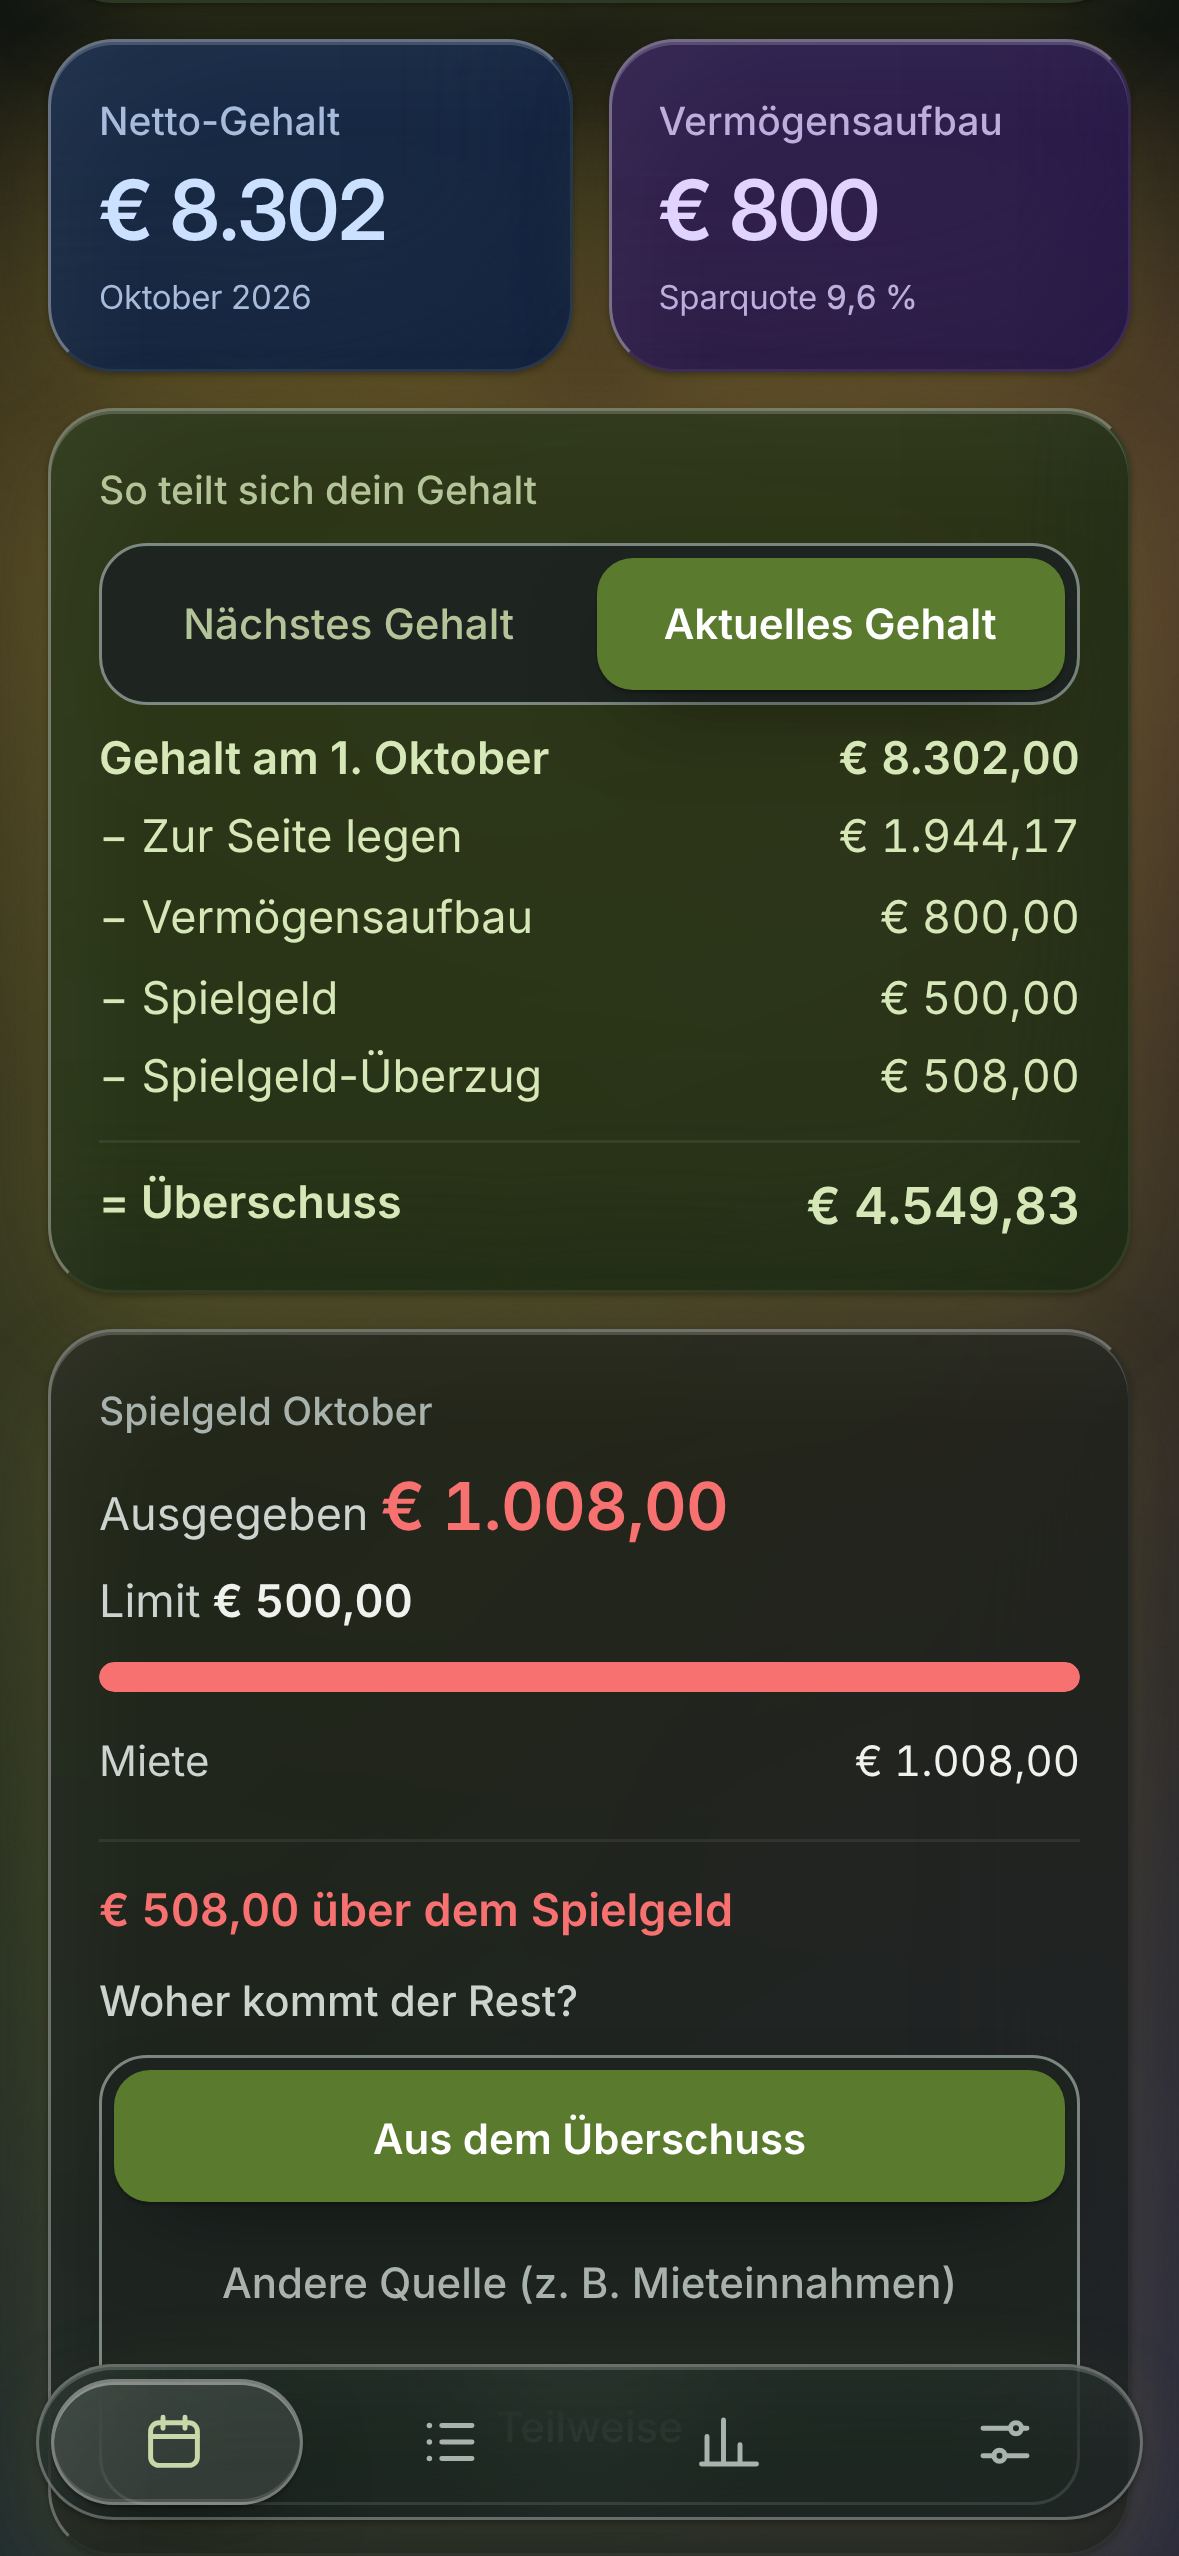 Netto-Gehalt
€ 8.302
Oktober 2026
Vermögensaufbau
€ 800
Sparquote 9,6 %
So teilt sich dein Gehalt
Nächstes Gehalt
Aktuelles Gehalt
Gehalt am 1. Oktober € 8.302,00
– Zur Seite legen € 1.944,17
– Vermögensaufbau € 800,00
– Spielgeld € 500,00
– Spielgeld-Überzug € 508,00
= Überschuss € 4.549,83
Spielgeld Oktober
Ausgegeben € 1.008,00
Limit € 500,00
Miete € 1.008,00
€ 508,00 über dem Spielgeld
Woher kommt der Rest?
Aus dem Überschuss
Andere Quelle (z. B. Mieteinnahmen)
Teilweise